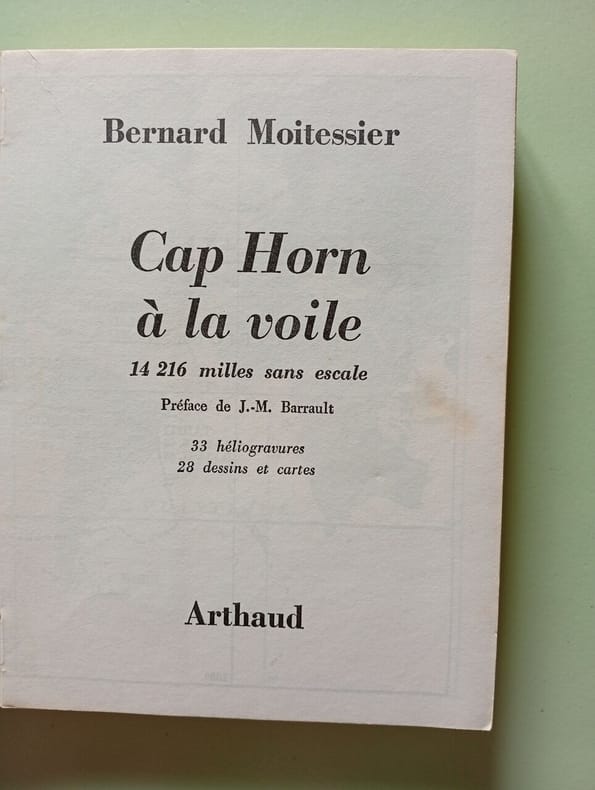 Bernard Moitessier
Cap Horn
à la voile
14 216 milles sans escale
Préface de J.-M. Barrault
33 héliogravures
28 dessins et cartes
Arthaud